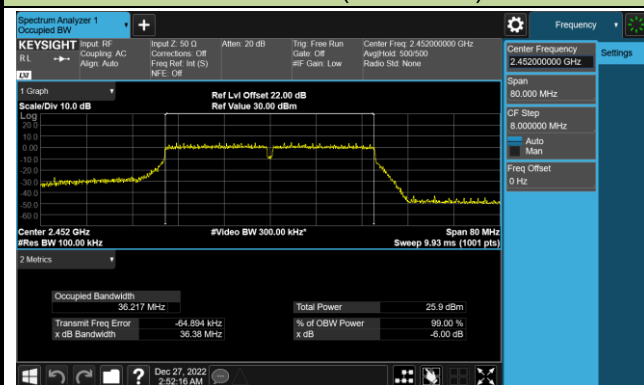 Spectrum Analyzer 1
Occupied BW
Frequency
KEYSIGHT
Input: RF
Coupling: AC
Align: Auto
Input Z: 50 Ω
Corrections: Off
Freq Ref: Int (S)
NFE: Off
Atten: 20 dB
Trig: Free Run
Gate: Off
#IF Gain: Low
Center Freq: 2.452000000 GHz
Avg|Hold: 500/500
Radio Std: None
RL
LXI
Center Frequency
2.452000000 GHz
Settings
Span
80.000 MHz
CF Step
8.000000 MHz
Auto
Man
Freq Offset
0 Hz
1 Graph
Scale/Div 10.0 dB
Ref Lvl Offset 22.00 dB
Ref Value 30.00 dBm
Log
20.0
10.0
0.00
-10.0
-20.0
-30.0
-40.0
-50.0
-60.0
Center 2.452 GHz
#Res BW 100.00 kHz
#Video BW 300.00 kHz*
Span 80 MHz
Sweep 9.93 ms (1001 pts)
2 Metrics
Occupied Bandwidth
36.217 MHz
Total Power 25.9 dBm
Transmit Freq Error -64.894 kHz
% of OBW Power 99.00 %
x dB Bandwidth 36.38 MHz
x dB -6.00 dB
Dec 27, 2022
2:52:16 AM